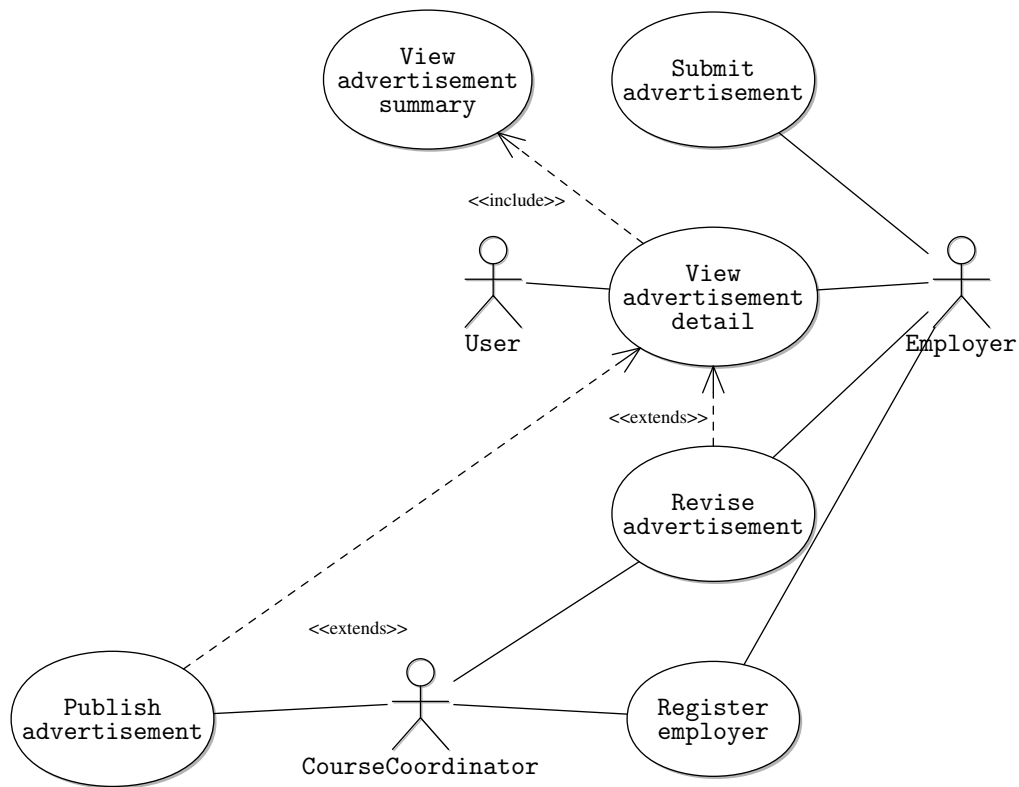 View
advertisement
summary
Submit
advertisement
<<include>>
View
advertisement
detail
User
Employer
<<extends>>
Revise
advertisement
<<extends>>
Publish
advertisement
Register
employer
CourseCoordinator